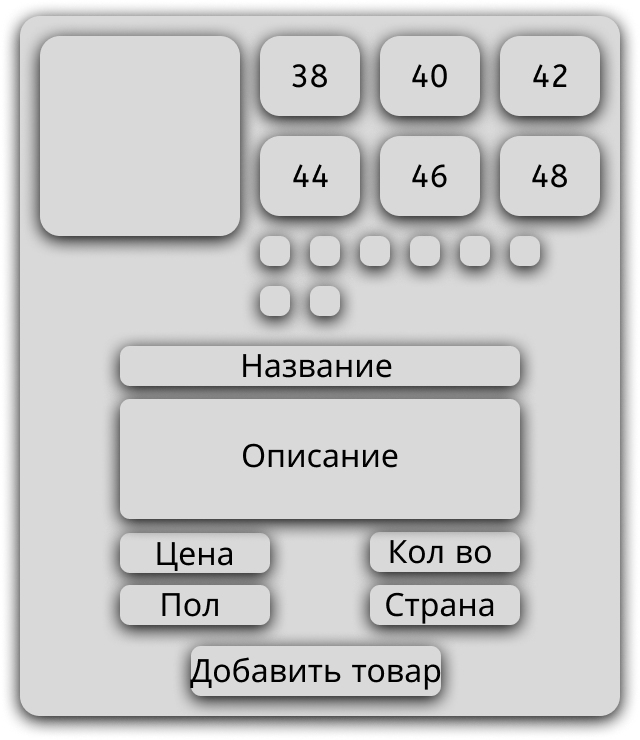 38 40 42
44 46 48
Название
Описание
Цена Кол во
Пол Страна
Добавить товар